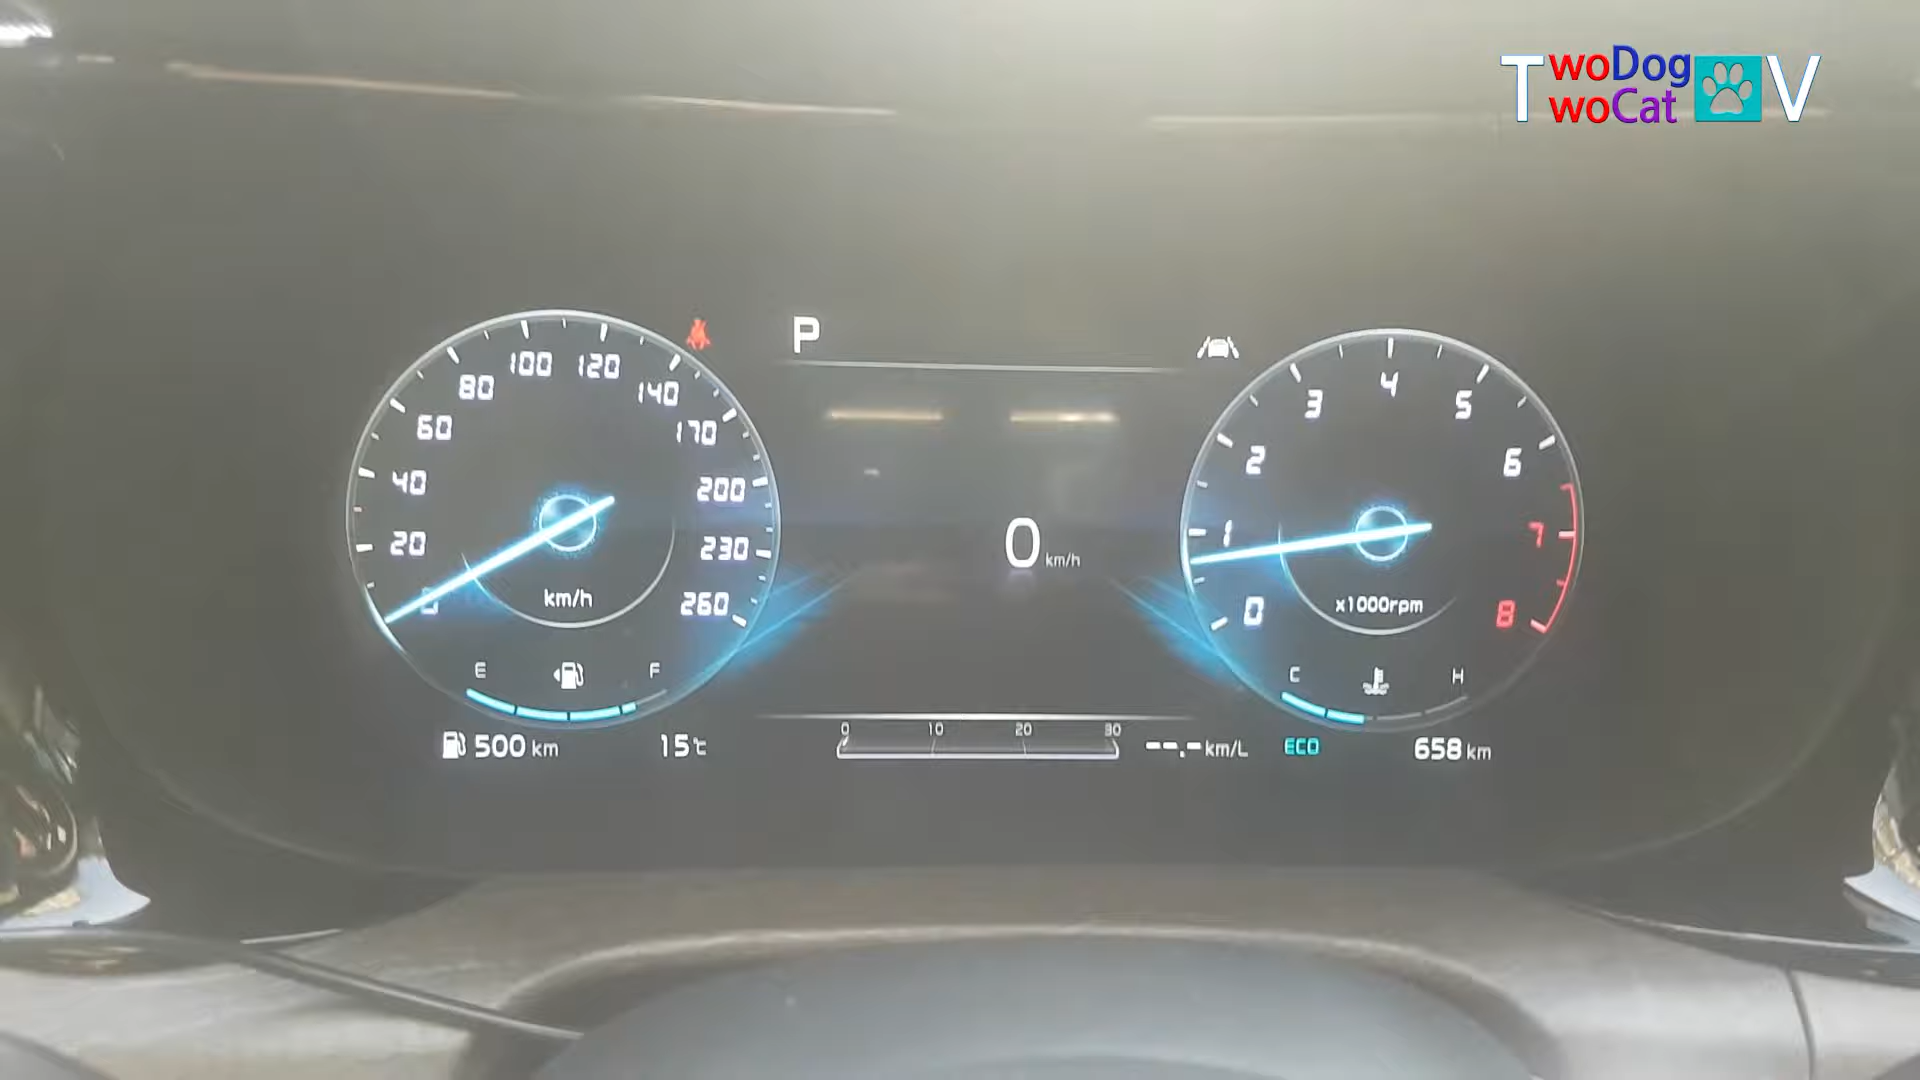 TwoDog
woCat V
P
100 120
80 140
60 170
40 200
20 230
0 260
km/h
E F
500 km 15℃
0 km/h
0 10 20 30
--.-km/L
4
3 5
2 6
1 7
0 8
x1000rpm
C H
ECO 658 km